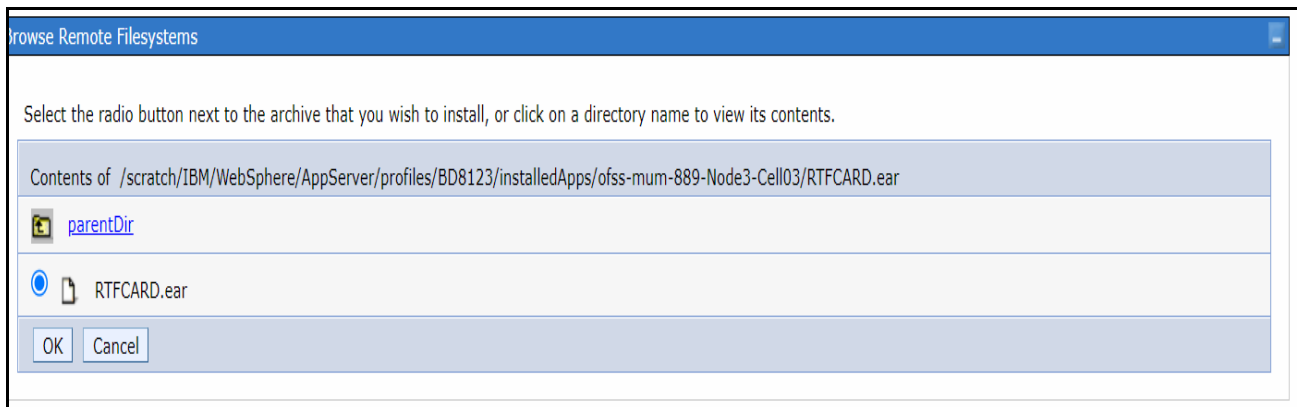 Browse Remote Filesystems
Select the radio button next to the archive that you wish to install, or click on a directory name to view its contents.
Contents of /scratch/IBM/WebSphere/AppServer/profiles/BD8123/installedApps/ofss-mum-889-Node3-Cell03/RTFCARD.ear
parentDir
RTFCARD.ear
OK Cancel